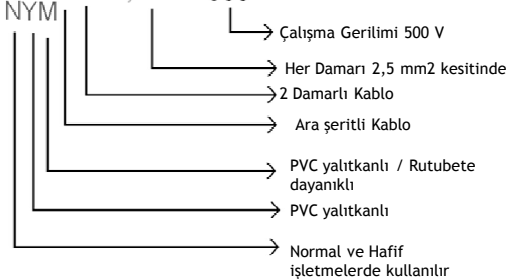 NYM
Çalışma Gerilimi 500 V
Her Damarı 2,5 mm2 kesitinde
2 Damarlı Kablo
Ara şeritli Kablo
PVC yalıtkanlı / Rutubete
dayanıklı
PVC yalıtkanlı
Normal ve Hafif
işletmelerde kullanılır